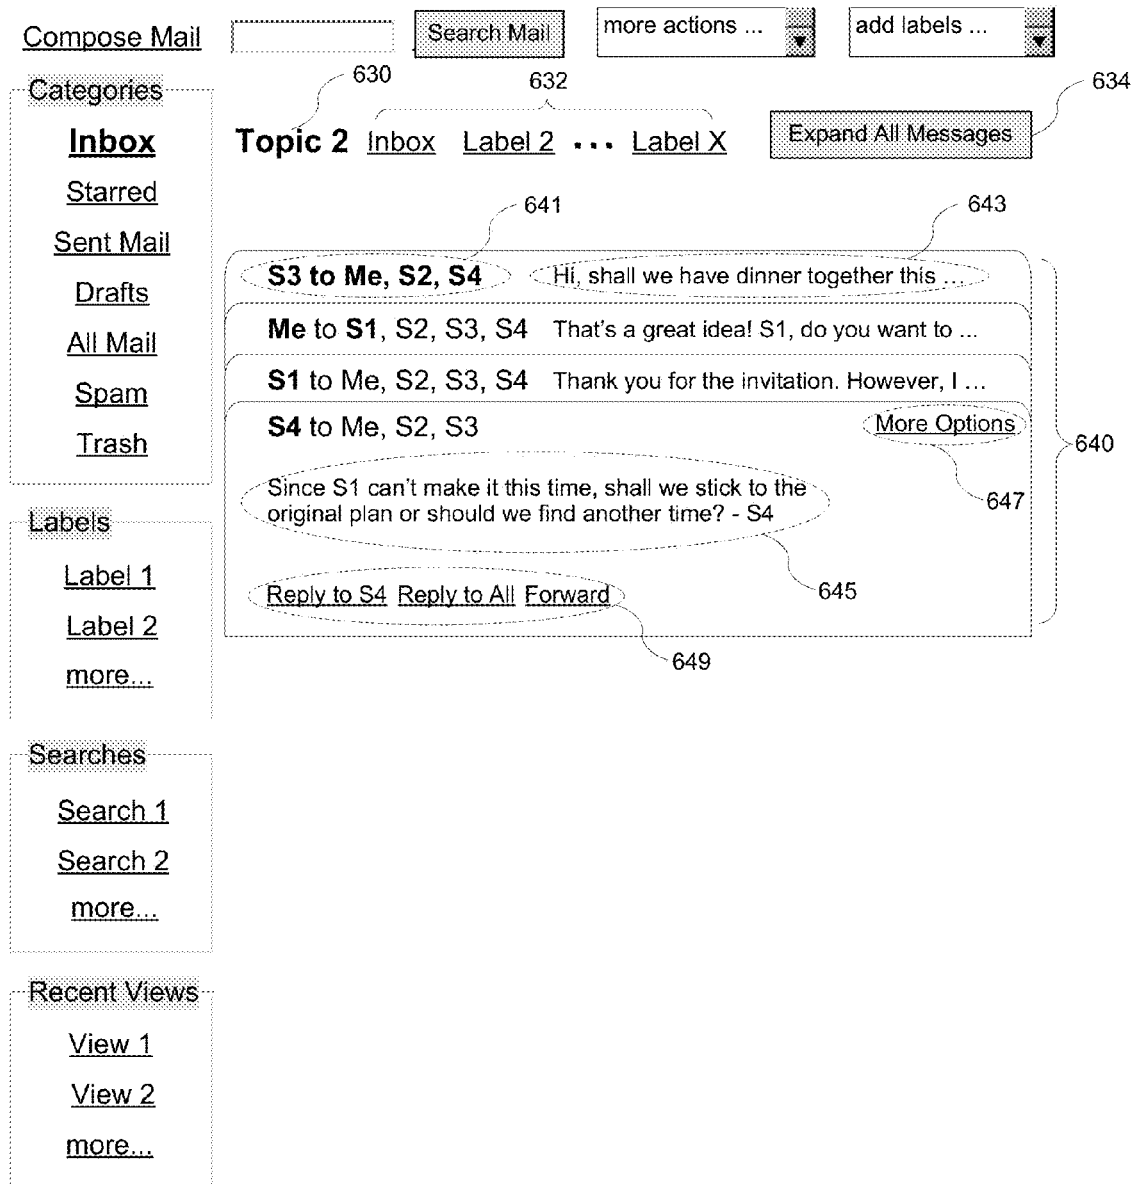 Compose Mail
Search Mail
more actions ...
add labels ...
630
632
634
Categories
Inbox
Starred
Sent Mail
Drafts
All Mail
Spam
Trash
Topic 2 Inbox Label 2 ... Label X
Expand All Messages
641
643
S3 to Me, S2, S4 Hi, shall we have dinner together this ...
Me to S1, S2, S3, S4 That's a great idea! S1, do you want to ...
S1 to Me, S2, S3, S4 Thank you for the invitation. However, I ...
S4 to Me, S2, S3 More Options
640
647
Since S1 can't make it this time, shall we stick to the
original plan or should we find another time? - S4
645
Reply to S4 Reply to All Forward
649
Labels
Label 1
Label 2
more...
Searches
Search 1
Search 2
more...
Recent Views
View 1
View 2
more...